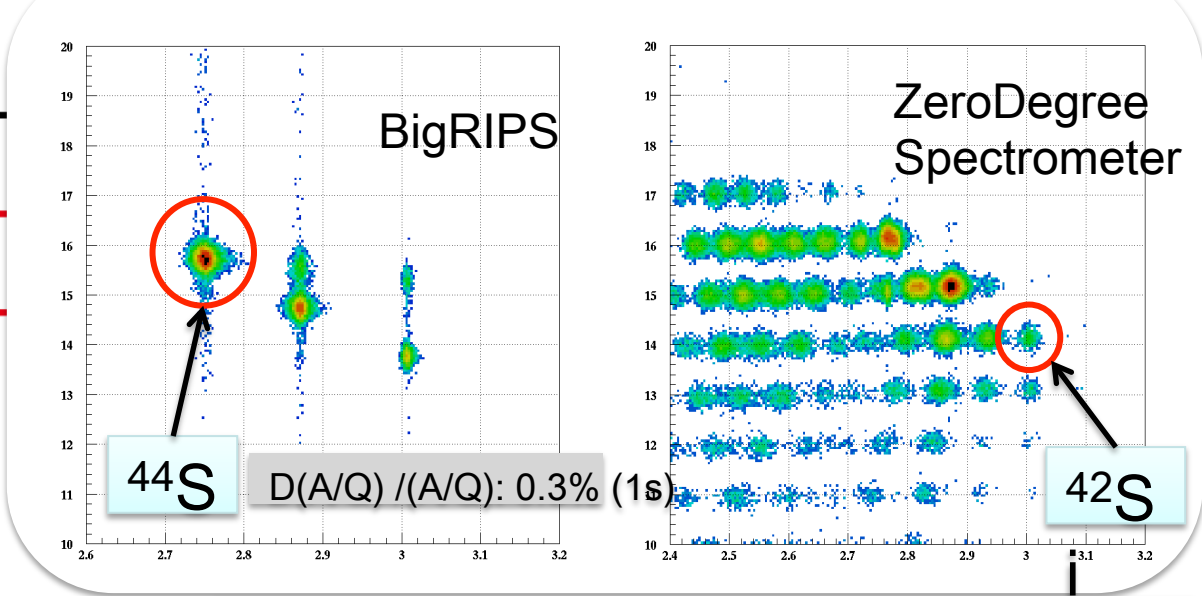 20
19
18
17
16
15
14
13
12
11
10
2.6 2.7 2.8 2.9 3 3.1 3.2
BigRIPS
44S
D(A/Q) /(A/Q): 0.3% (1s)
20
19
18
17
16
15
14
13
12
11
10
2.4 2.5 2.6 2.7 2.8 2.9 3 3.1 3.2
ZeroDegree
Spectrometer
42S
i